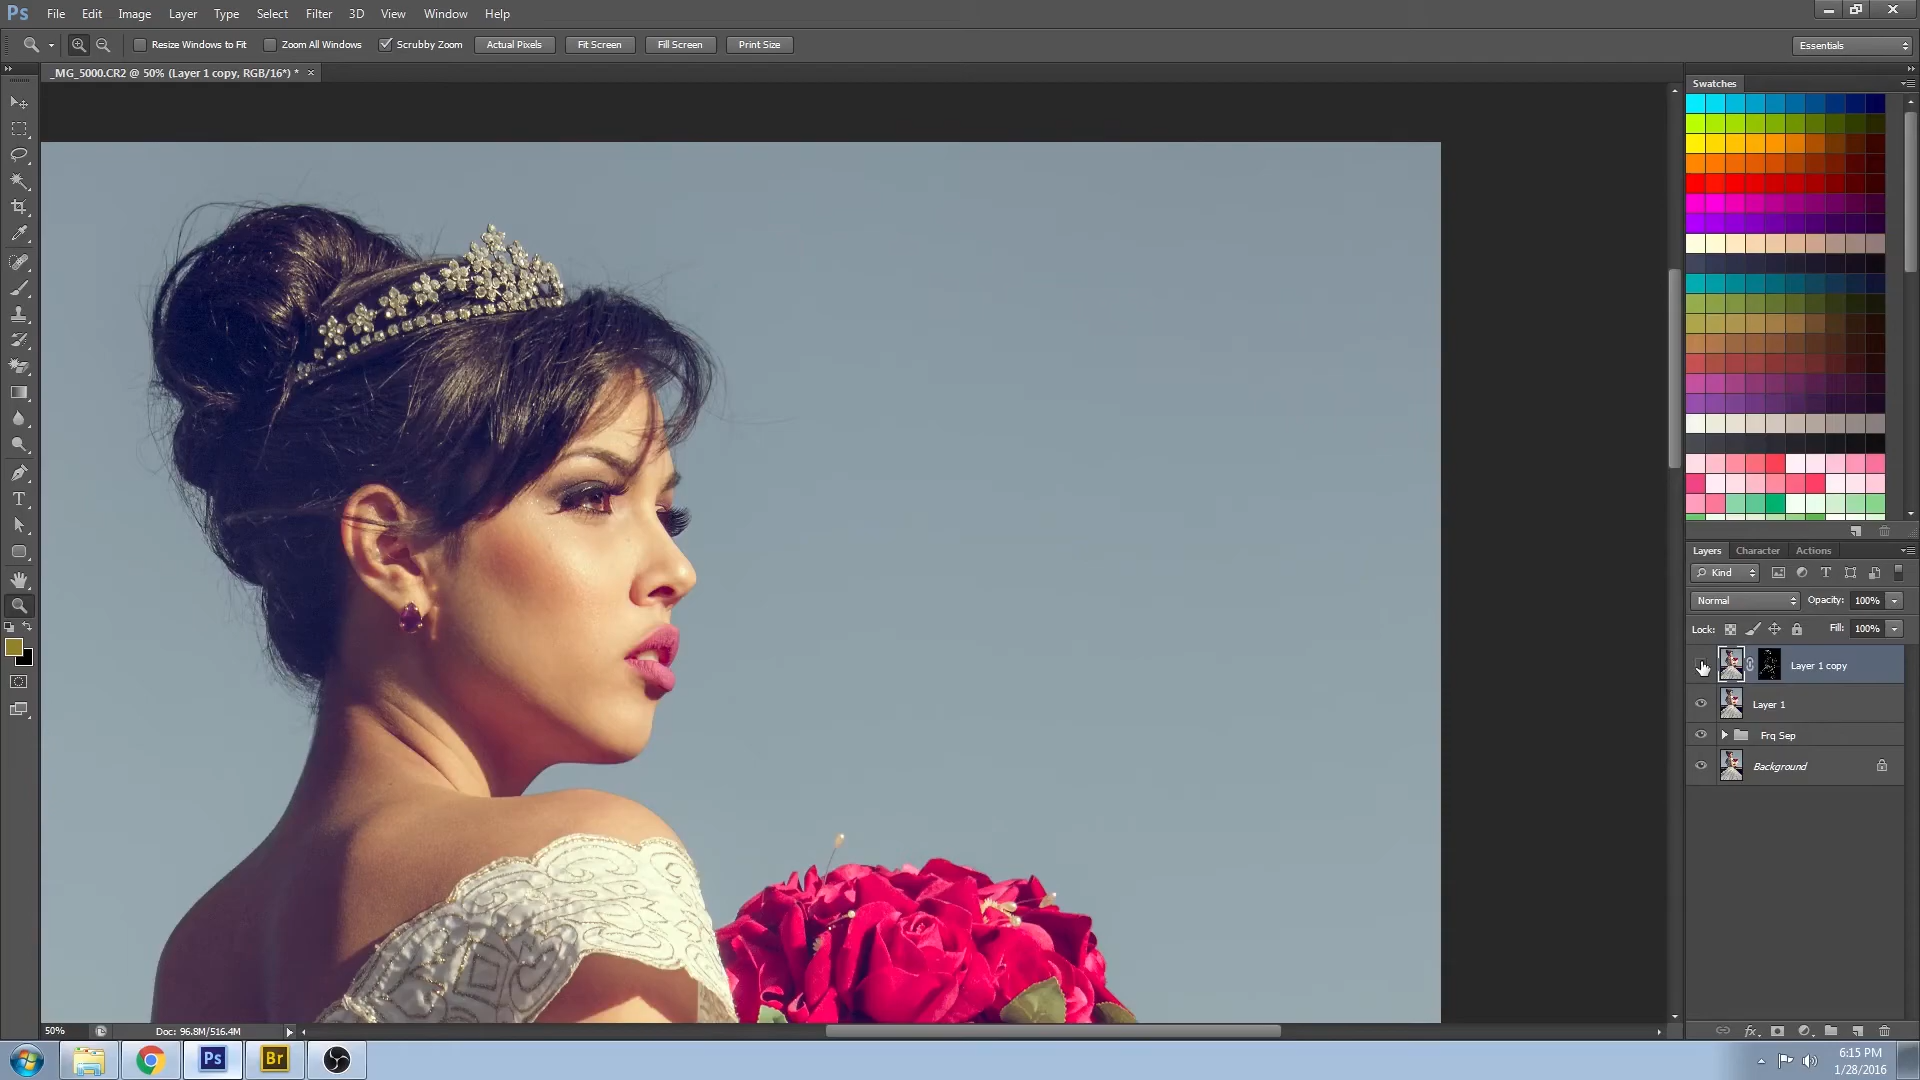 Ps File Edit Image Layer Type Select Filter 3D View Window Help
Resize Windows to Fit Zoom All Windows Scrubby Zoom Actual Pixels Fit Screen Fill Screen Print Size Essentials
_MG_5000.CR2 @ 50% (Layer 1 copy, RGB/16*) *
Swatches
Layers Character Actions
Kind
Normal Opacity: 100%
Lock: Fill: 100%
Layer 1 copy
Layer 1
Frq Sep
Background
50% Doc: 96.8M/516.4M
Ps Br
6:15 PM
1/28/2016